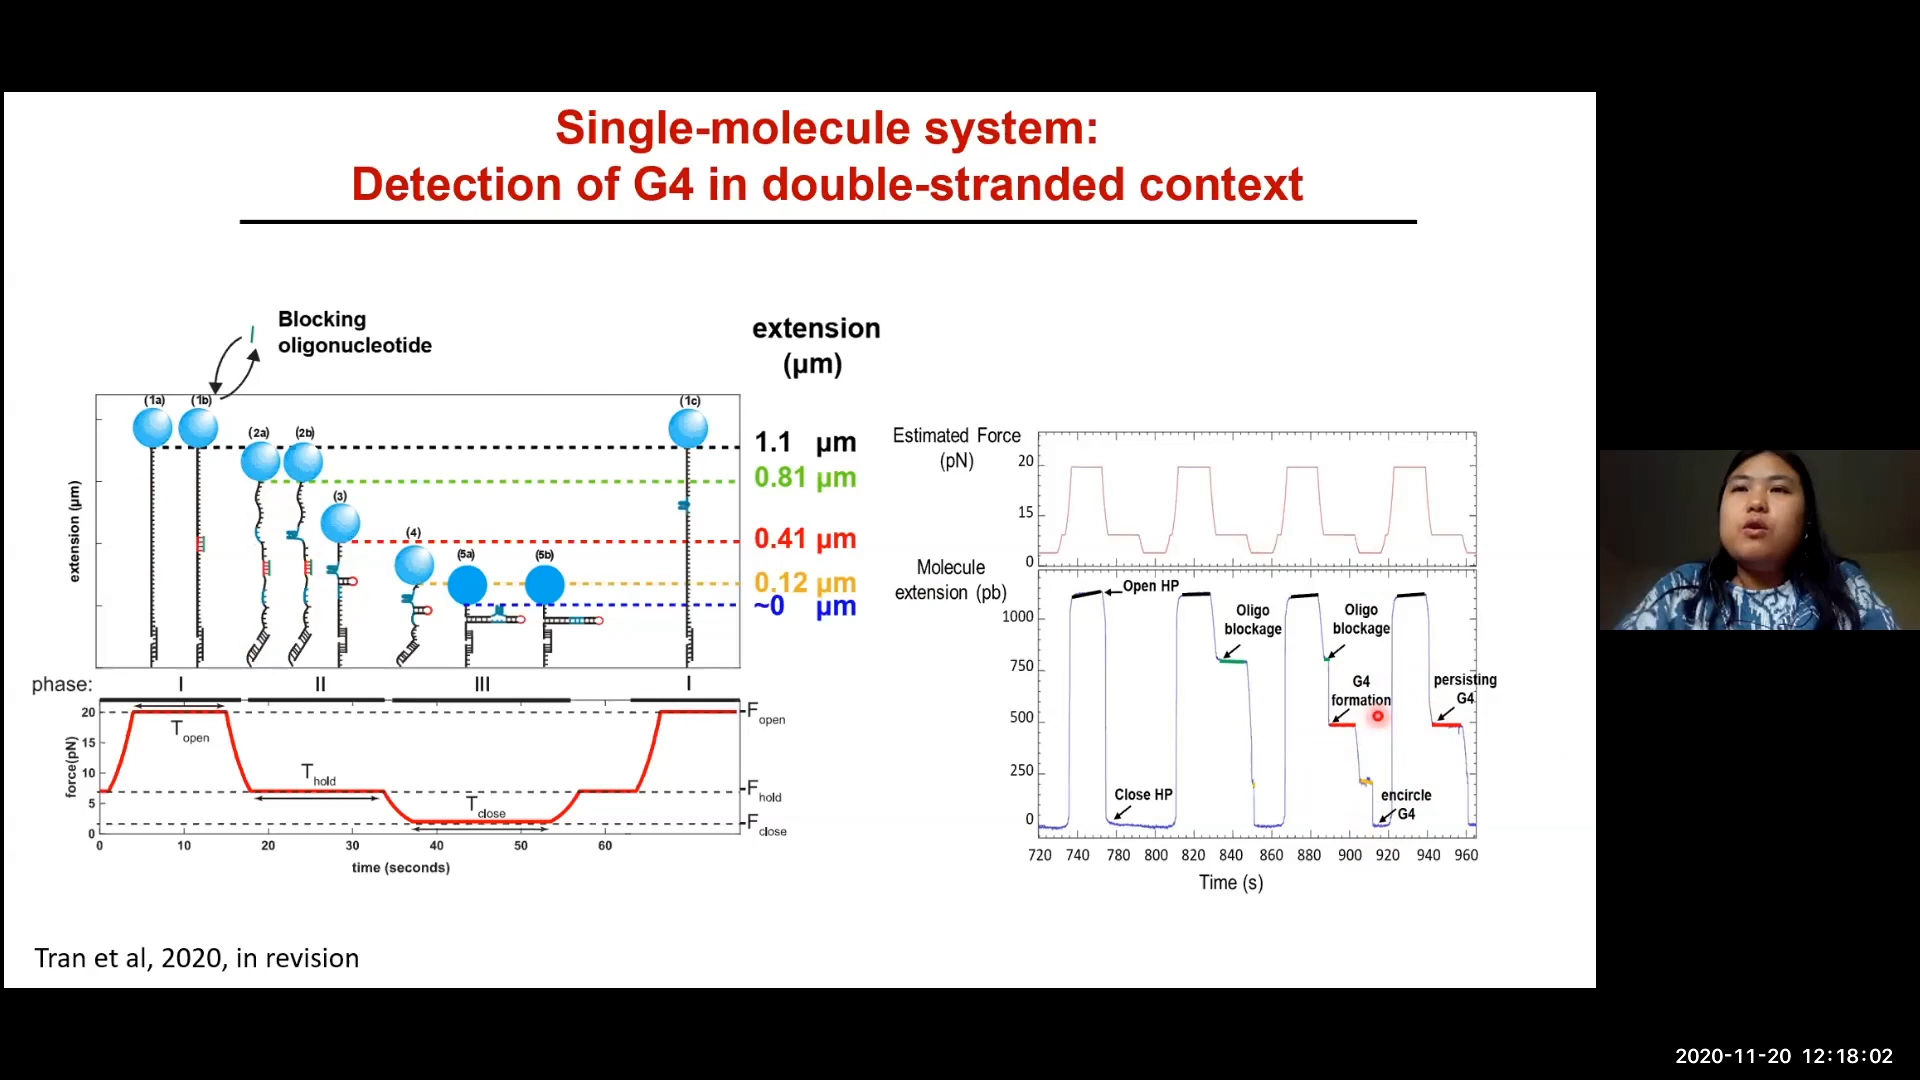 Single-molecule system:
Detection of G4 in double-stranded context
Blocking
oligonucleotide
extension
(µm)
(1a)
(1b)
(2a)
(2b)
(3)
(4)
(5a)
(5b)
(1c)
1.1 µm
0.81 µm
0.41 µm
0.12 µm
~0 µm
extension (µm)
phase:
I
II
III
I
20
15
10
5
0
force(pN)
T open
T hold
T close
F open
F hold
F close
0 10 20 30 40 50 60
time (seconds)
Estimated Force
(pN)
20
15
0
Molecule
extension (pb)
1000
750
500
250
0
Open HP
Close HP
Oligo
blockage
Oligo
blockage
G4
formation
persisting
G4
encircle
G4
720 740 780 800 820 840 860 880 900 920 940 960
Time (s)
Tran et al, 2020, in revision
2020-11-20 12:18:02